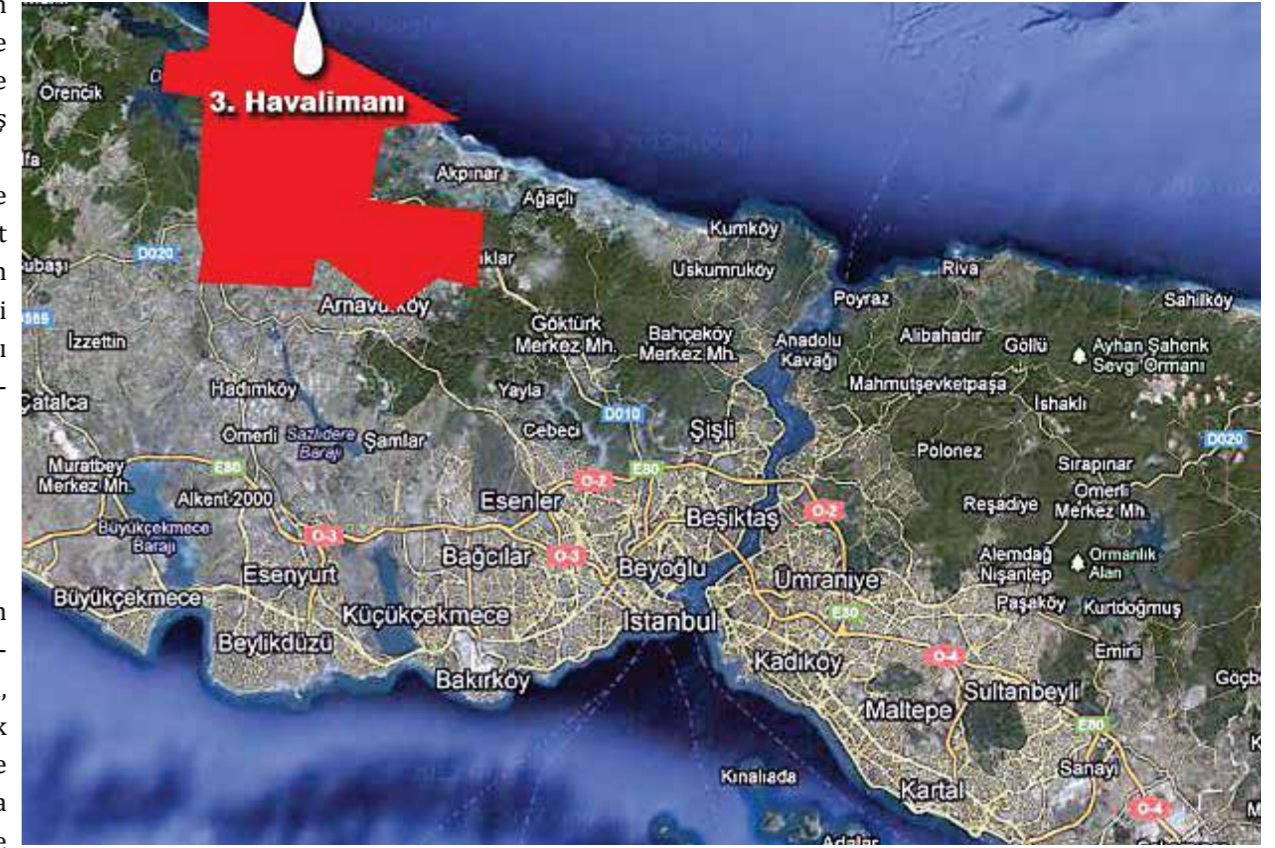 3. Havalimanı
Örençik
Akpınar
Ağaçlı
Kumköy
Uskumruköy
D020
Riva
Poyraz
Sahilköy
Arnavutköy
İzzettin
Göktürk
Merkez Mh.
Bahçeköy
Merkez Mh.
Anadolu
Kavağı
Alibahadır
Göllü
Ayhan Şahenk
Sevgi Ormanı
Hadımköy
Yayla
Mahmutşevketpaşa
İshaklı
Çatalca
D010
Ömerli
Sazlıdere
Barajı
Şamlar
Cebeci
Şişli
Polonez
D020
Muratbey
Merkez Mh.
E80
Alkent 2000
E80
O-2
Sırapınar
Ömerli
Merkez Mh.
Esenler
Beşiktaş
O-2
Reşadiye
Büyükçekmece
Barajı
O-3
Bağcılar
O-3
Beyoğlu
Ümraniye
Alemdağ
Nişantep
Ormanlık
Alan
Esenyurt
Büyükçekmece
Küçükçekmece
İstanbul
E80
Paşaköy
Kurtdoğmuş
Beylikdüzü
Bakırköy
Kadıköy
O-4
Emirli
Maltepe
Sultanbeyli
E80
Kınalıada
Kartal
Sanayi
O-4
Adalar